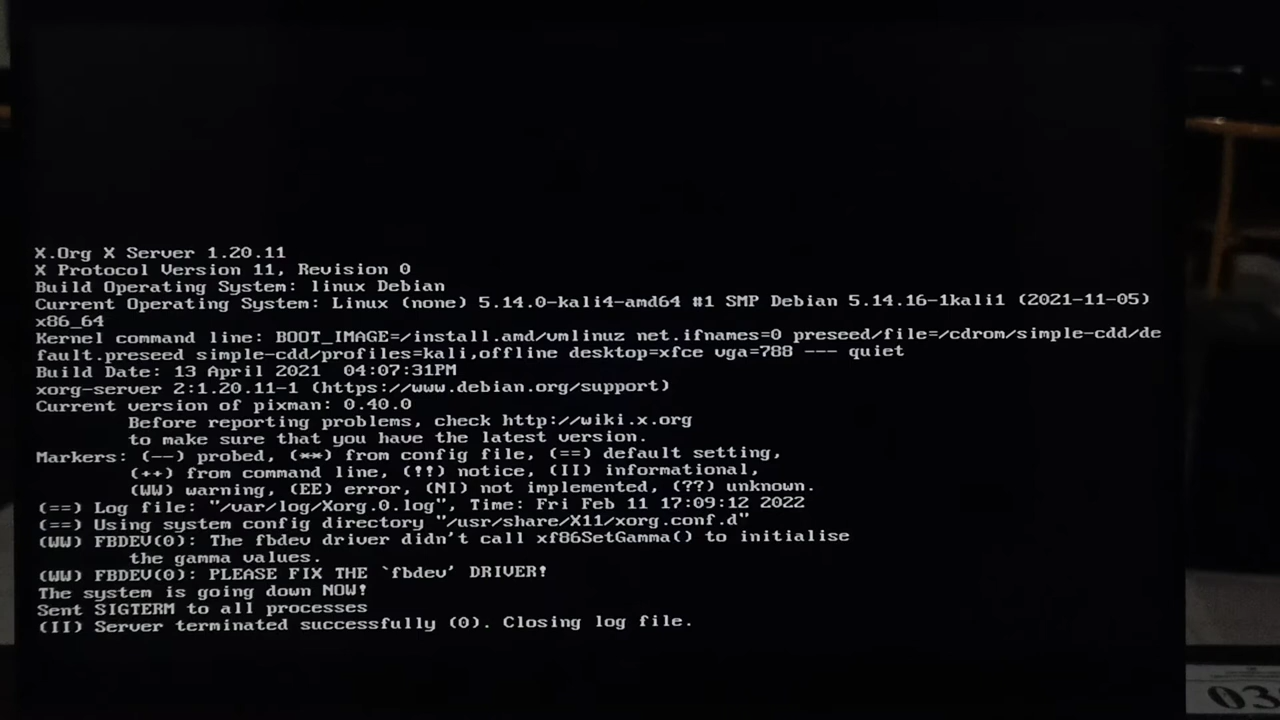 X.Org X Server 1.20.11
X Protocol Version 11, Revision 0
Build Operating System: linux Debian
Current Operating System: Linux (none) 5.14.0-kali4-amd64 #1 SMP Debian 5.14.16-1kali1 (2021-11-05)
x86_64
Kernel command line: BOOT_IMAGE=/install.amd/vmlinuz net.ifnames=0 preseed/file=/cdrom/simple-cdd/de
fault.preseed simple-cdd/profiles=kali,offline desktop=xfce vga=788 --- quiet
Build Date: 13 April 2021  04:07:31PM
xorg-server 2:1.20.11-1 (https://www.debian.org/support)
Current version of pixman: 0.40.0
        Before reporting problems, check http://wiki.x.org
        to make sure that you have the latest version.
Markers: (--) probed, (**) from config file, (==) default setting,
        (++) from command line, (!!) notice, (II) informational,
        (WW) warning, (EE) error, (NI) not implemented, (??) unknown.
(==) Log file: "/var/log/Xorg.0.log", Time: Fri Feb 11 17:09:12 2022
(==) Using system config directory "/usr/share/X11/xorg.conf.d"
(WW) FBDEV(0): The fbdev driver didn't call xf86SetGamma() to initialise
        the gamma values.
(WW) FBDEV(0): PLEASE FIX THE `fbdev' DRIVER!
The system is going down NOW!
Sent SIGTERM to all processes
(II) Server terminated successfully (0). Closing log file.